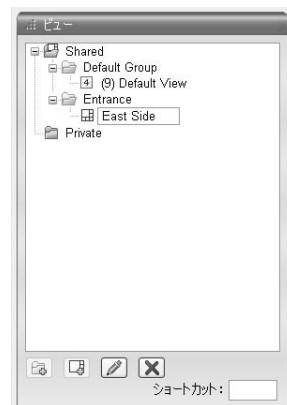 ビュー
Shared
Default Group
4 (9) Default View
Entrance
East Side
Private
ショートカット：